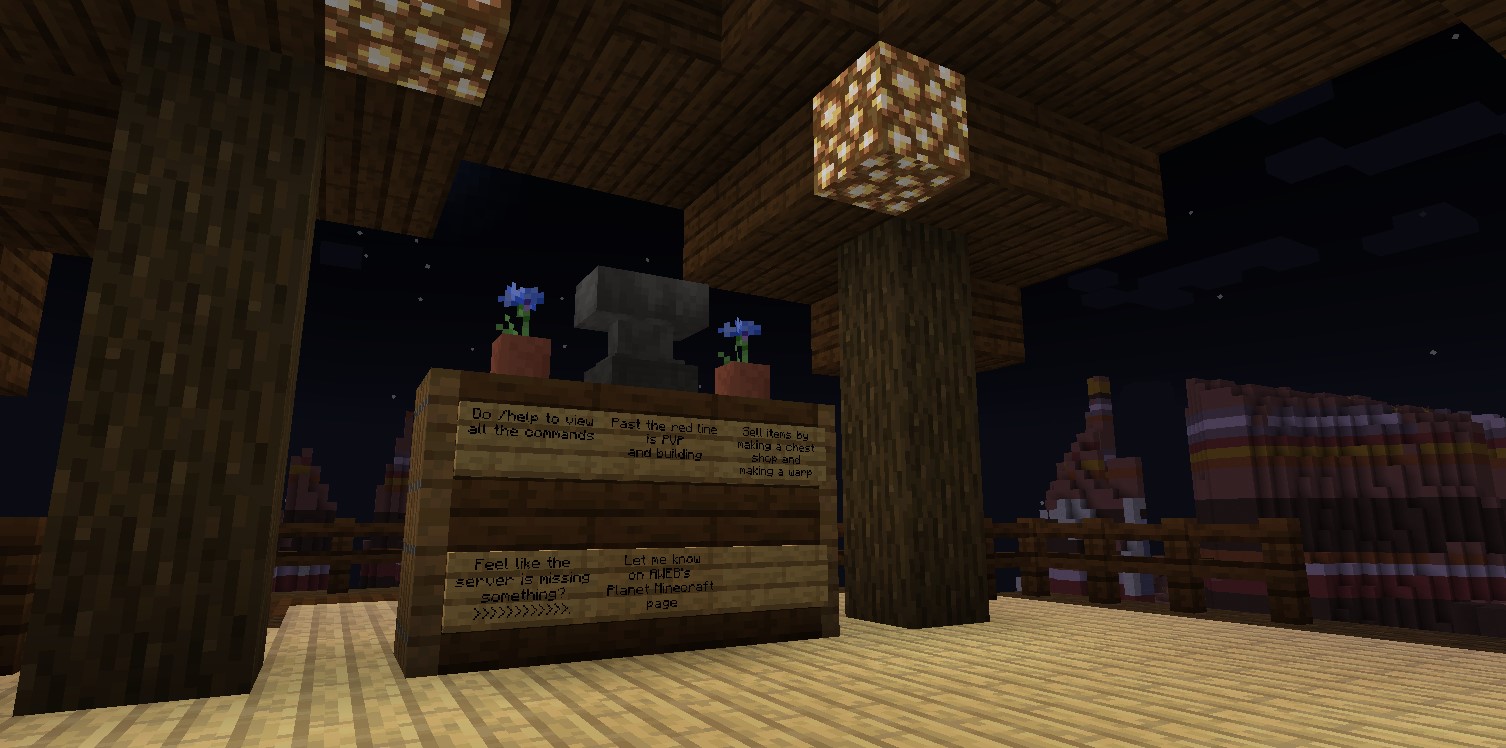 Do /help to view
all the commands
Past the red line
is PVP
and building
Sell items by
making a chest
shop and
making a warp
Feel like the
server is missing
something?
>>>>>>>>>>>
Let me know
on AWEB's
Planet Minecraft
page